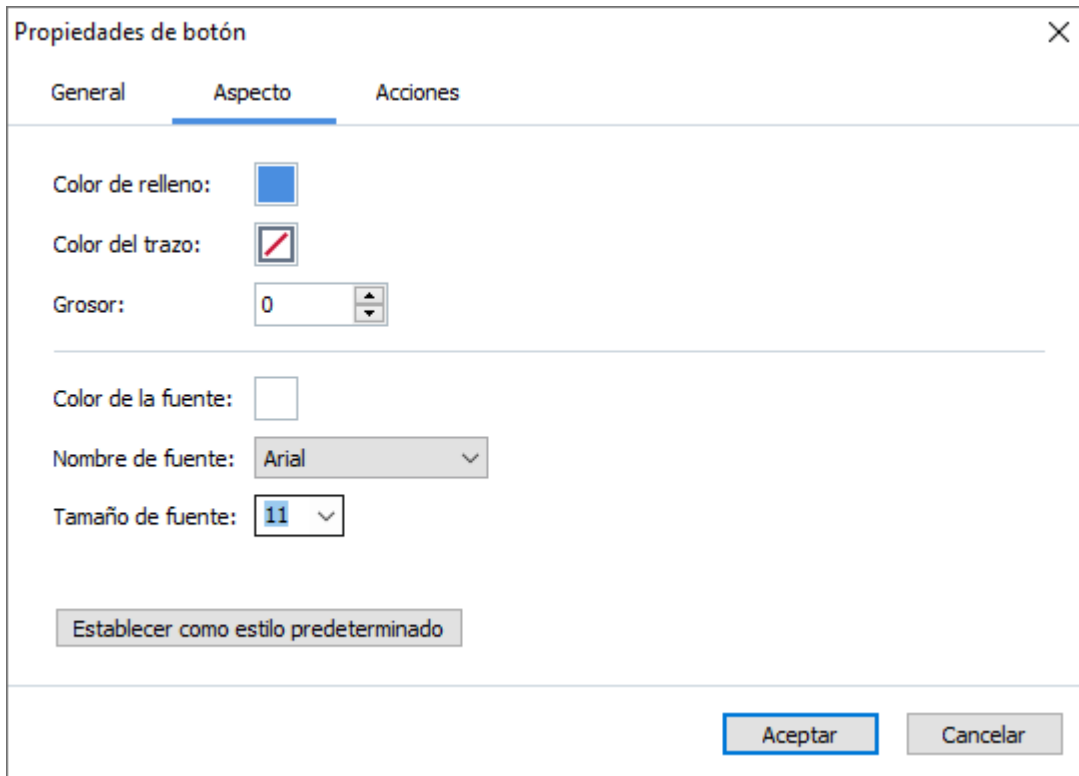 Propiedades de botón
General Aspecto Acciones
Color de relleno:
Color del trazo:
Grosor: 0
Color de la fuente:
Nombre de fuente: Arial
Tamaño de fuente: 11
Establecer como estilo predeterminado
Aceptar Cancelar